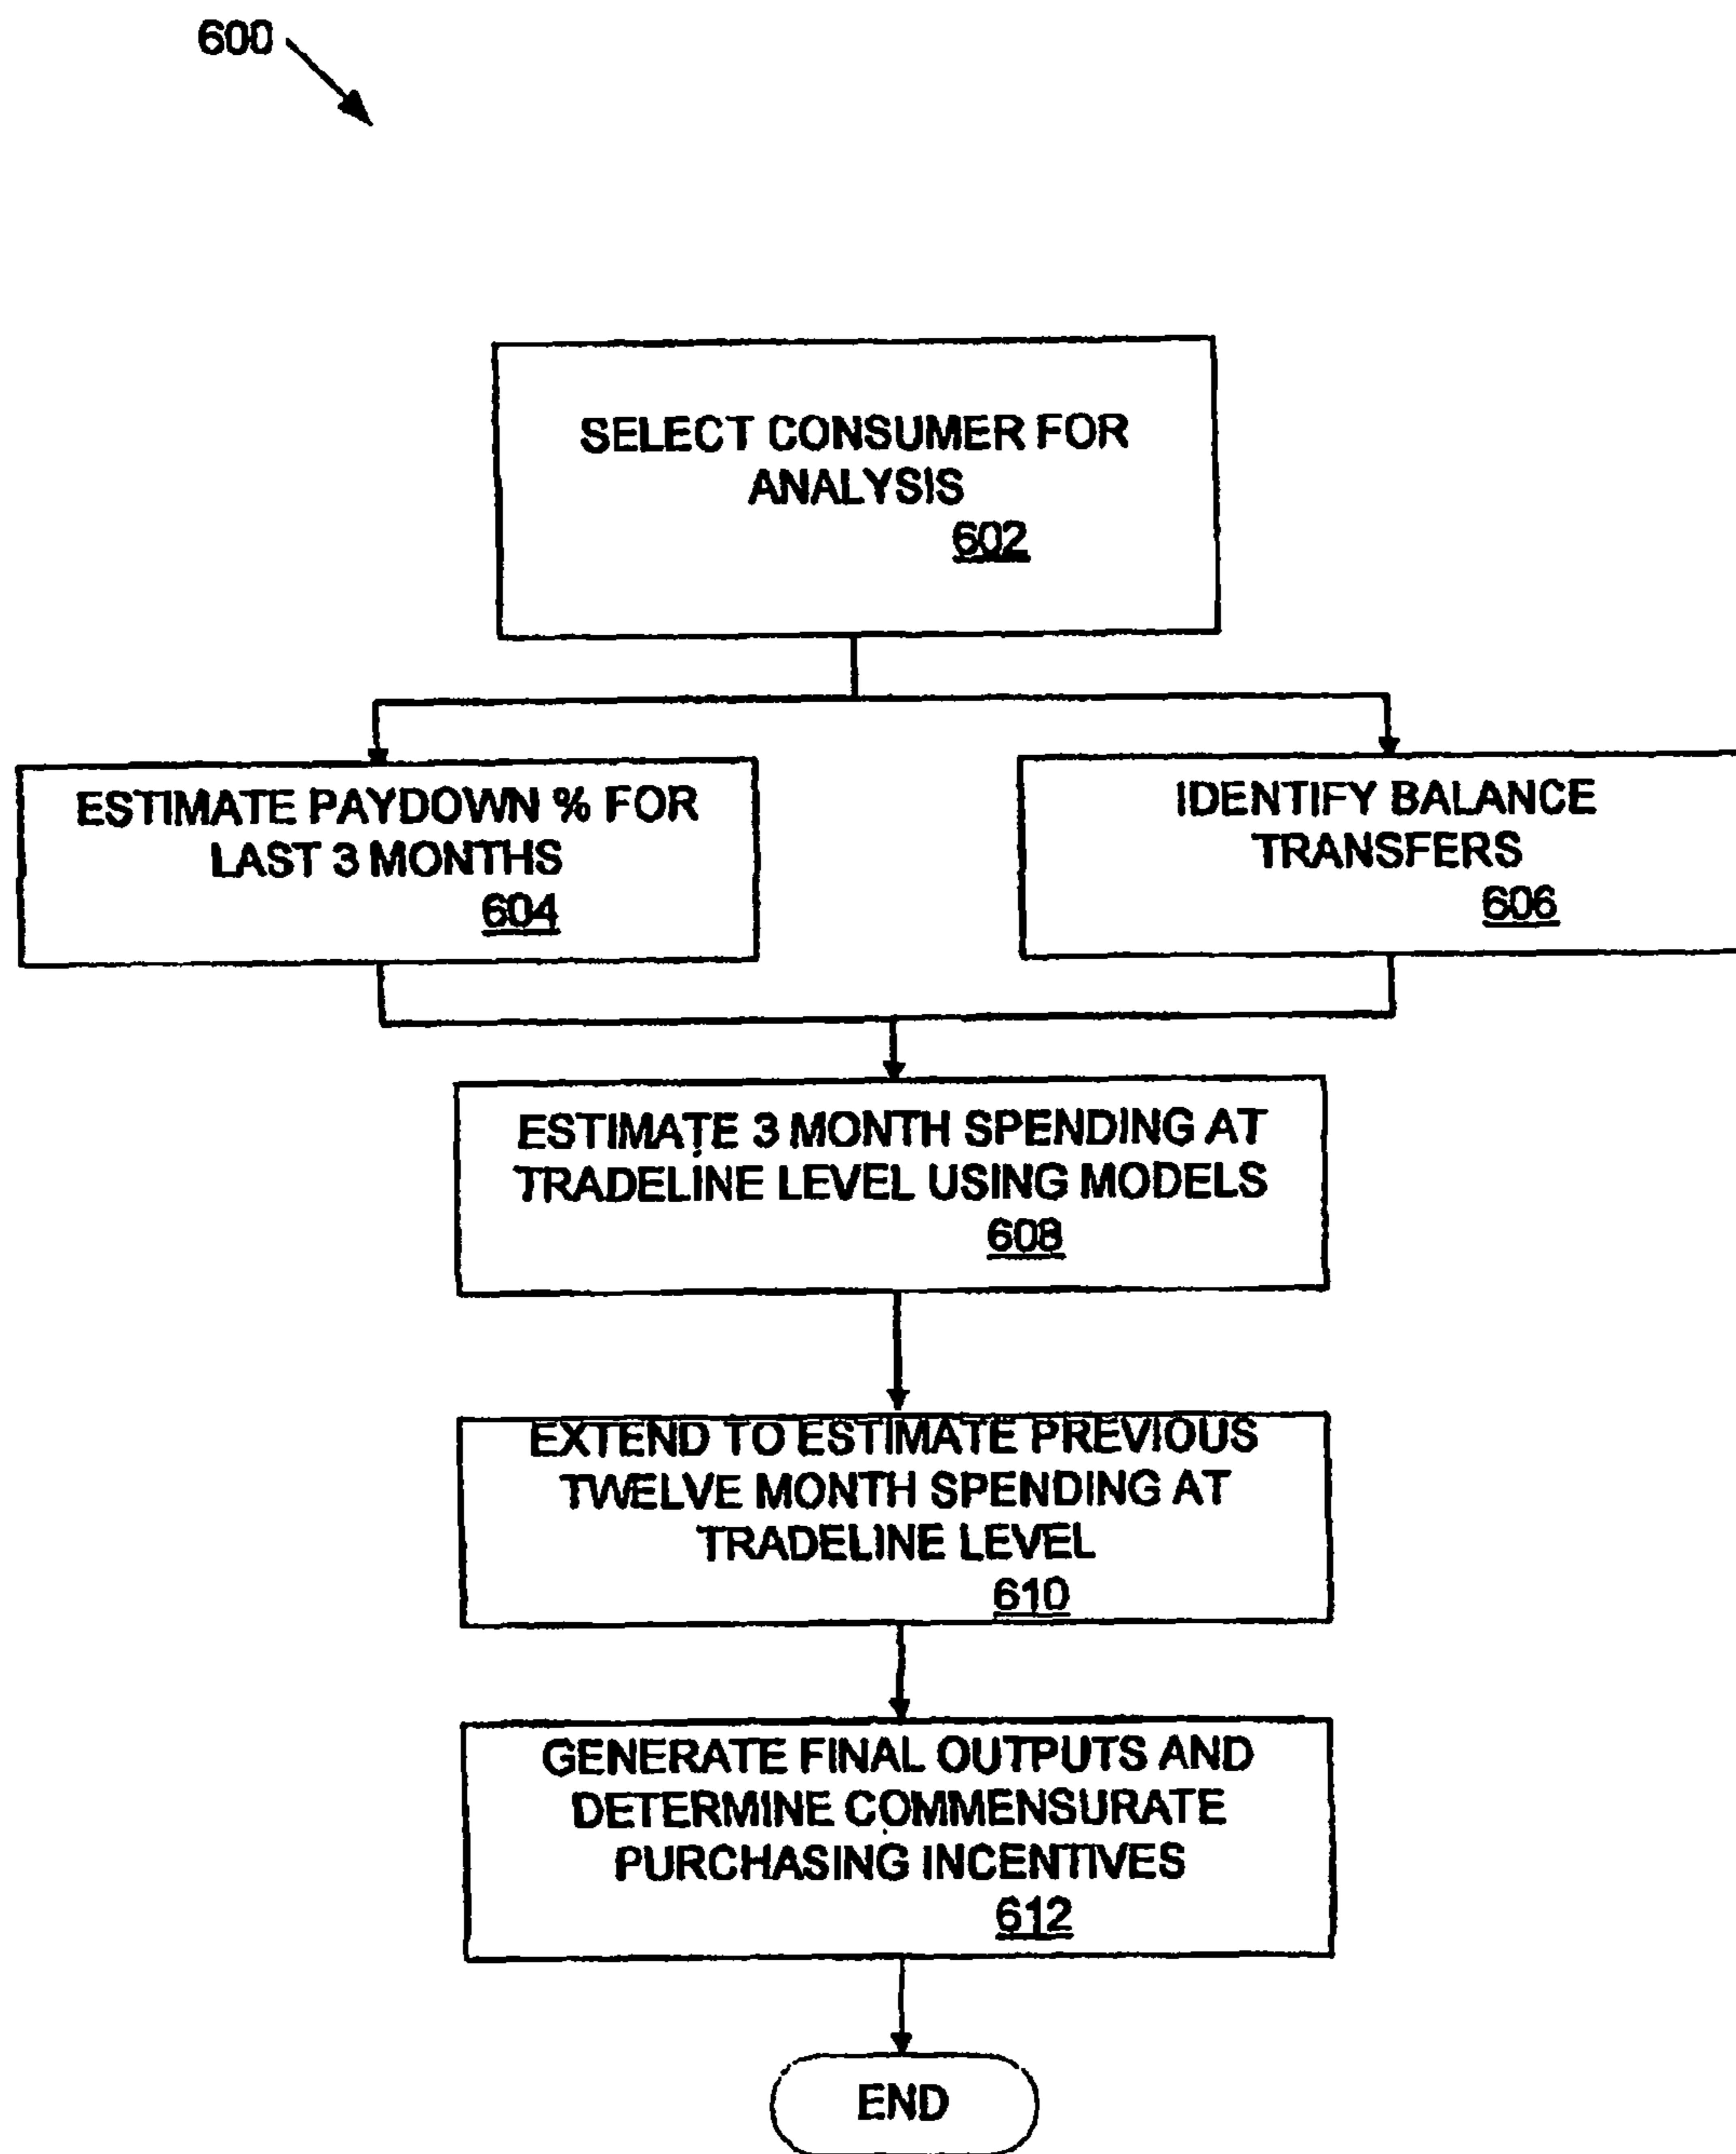 600
SELECT CONSUMER FOR
ANALYSIS
602
ESTIMATE PAYDOWN % FOR
LAST 3 MONTHS
604
IDENTIFY BALANCE
TRANSFERS
606
ESTIMATE 3 MONTH SPENDING AT
TRADELINE LEVEL USING MODELS
608
EXTEND TO ESTIMATE PREVIOUS
TWELVE MONTH SPENDING AT
TRADELINE LEVEL
610
GENERATE FINAL OUTPUTS AND
DETERMINE COMMENSURATE
PURCHASING INCENTIVES
612
END